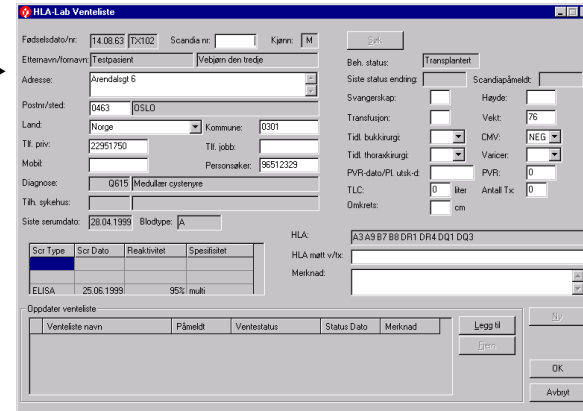 HLA-Lab Venteliste
Fødselsdato/nr: 14.08.63 TX102 Scandia nr: Kjønn: M Søk
Etternavn/fornavn: Testpasient Vebjørn den tredje Beh. status: Transplantert
Adresse: Arendalsgt 6 Siste status endring: Scandiapåmeldt:
Svangerskap: Høyde:
Postnr/sted: 0463 OSLO Transfusjon: Vekt: 76
Land: Norge Kommune: 0301 Tidl. bukkirurgi: CMV: NEG
Tlf. priv: 22951750 Tlf. jobb: Tidl. thoraxkirurgi: Varicer:
Mobil: Personsøker: 96512329 PVR-dato/Pl. utsk-d: PVR: 0
Diagnose: Q615 Medullær cystenyre TLC: 0 liter Antall Tx: 0
Tilh. sykehus: Omkrets: cm
Siste serumdato: 28.04.1999 Blodtype: A
HLA: A3 A9 B7 B8 DR1 DR4 DQ1 DQ3
Scr Type Scr Dato Reaktivitet Spesifisitet
HLA møtt v/tx:
Merknad:
ELISA 25.06.1999 95% multi
Oppdater venteliste
Venteliste navn Påmeldt Ventestatus Status Dato Merknad Legg til Ny
Fjern
OK
Avbryt